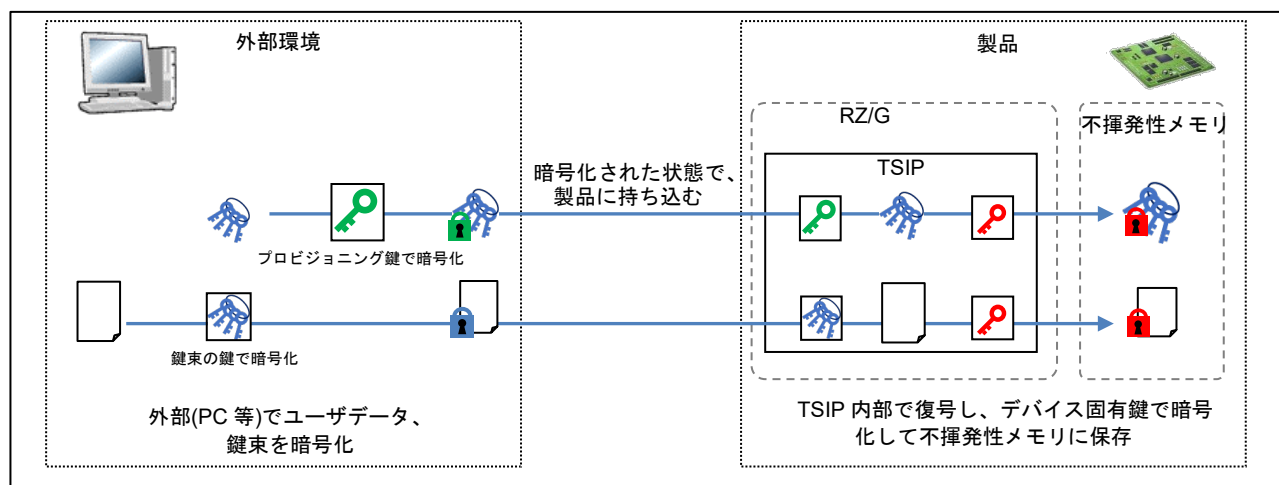 外部環境
製品
RZ/G
不揮発性メモリ
暗号化された状態で、
製品に持ち込む
TSIP
プロビジョニング鍵で暗号化
鍵束の鍵で暗号化
外部(PC 等)でユーザデータ、
鍵束を暗号化
TSIP 内部で復号し、デバイス固有鍵で暗号
化して不揮発性メモリに保存